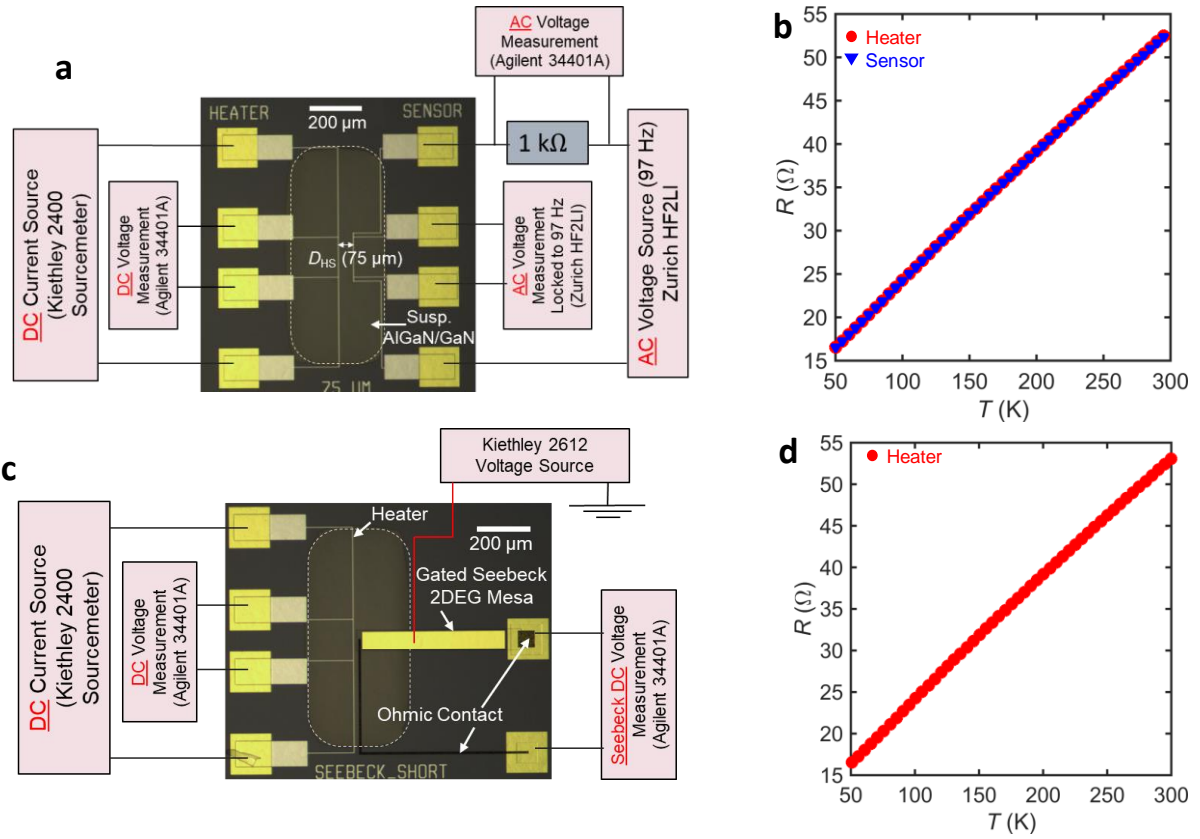 a
AC Voltage
Measurement
(Agilent 34401A)
HEATER
SENSOR
200 µm
1 kΩ
DC Current Source
(Kiethley 2400
Sourcemeter)
DC Voltage
Measurement
(Agilent 34401A)
DHS (75 µm)
Susp.
AlGaN/GaN
75 UM
AC Voltage
Measurement
Locked to 97 Hz
(Zurich HF2LI)
AC Voltage Source (97 Hz)
Zurich HF2LI
b
Heater
Sensor
R (Ω)
55
50
45
40
35
30
25
20
15
50 100 150 200 250 300
T (K)
c
Kiethley 2612
Voltage Source
DC Current Source
(Kiethley 2400
Sourcemeter)
DC Voltage
Measurement
(Agilent 34401A)
Heater
200 µm
Gated Seebeck
2DEG Mesa
Ohmic Contact
SEEBECK_SHORT
Seebeck DC Voltage
Measurement
(Agilent 34401A)
d
Heater
R (Ω)
55
50
45
40
35
30
25
20
15
50 100 150 200 250 300
T (K)